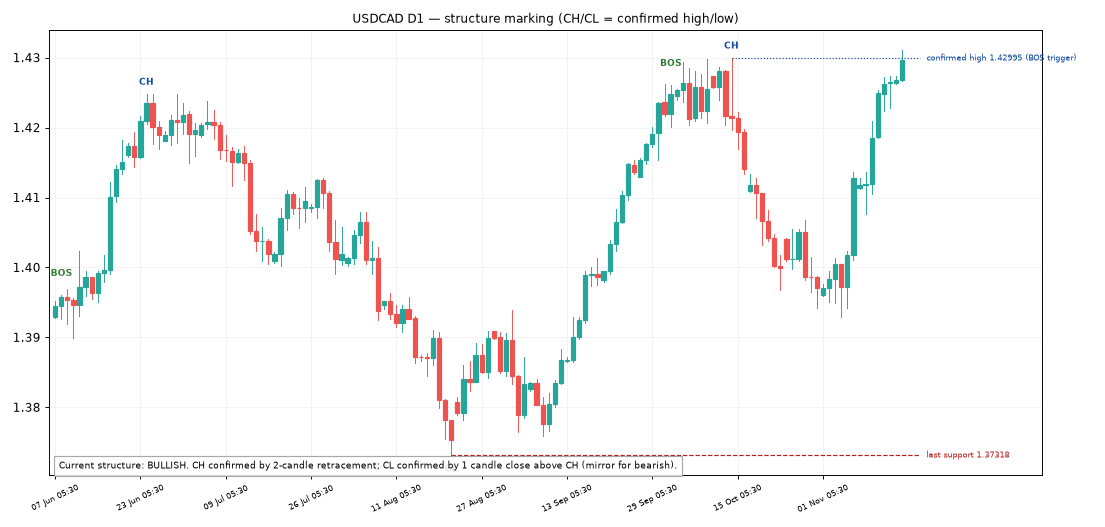 USDCAD D1 — structure marking (CH/CL = confirmed high/low)
CH
BOS
CH
BOS
confirmed high 1.42995 (BOS trigger)
last support 1.37318
1.43
1.42
1.41
1.40
1.39
1.38
Current structure: BULLISH. CH confirmed by 2-candle retracement; CL confirmed by 1 candle close above CH (mirror for bearish).
07 Jun 05:30
23 Jun 05:30
09 Jul 05:30
26 Jul 05:30
11 Aug 05:30
27 Aug 05:30
13 Sep 05:30
29 Sep 05:30
15 Oct 05:30
01 Nov 05:30